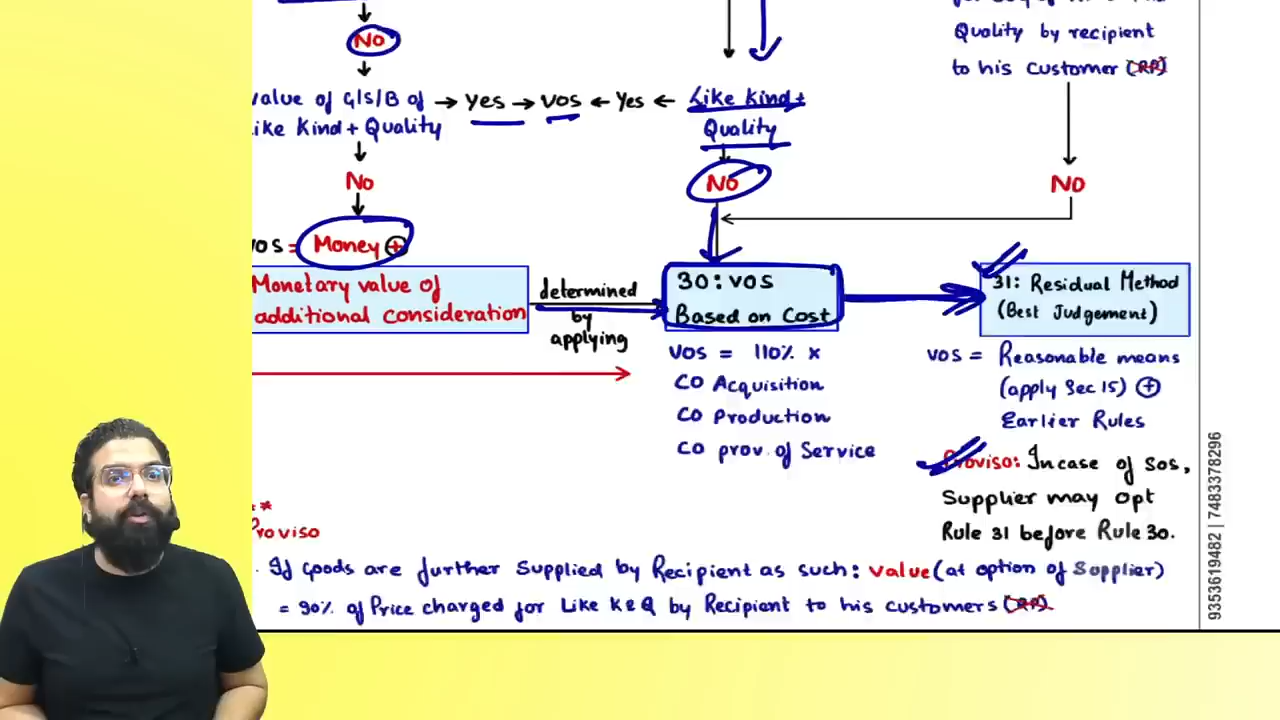 Quality by recipient
to his customer (RP)
No
value of G/S/B of → Yes → VOS ← Yes ← Like Kind +
Like Kind + Quality
Quality
No
No
NO
VOS = Money +
Monetary value of
additional consideration
determined
by
applying
30: VOS
Based on Cost
31: Residual Method
(Best Judgement)
VOS = 110% x
CO Acquisition
CO Production
CO prov. of Service
VOS = Reasonable means
(apply Sec 15) +
Earlier Rules
Proviso: Incase of SOS,
Supplier may opt
Rule 31 before Rule 30.
**
Proviso
If Goods are further Supplied by Recipient as such: value (at option of Supplier)
= 90% of Price charged for Like K&Q by Recipient to his customers (RP)
9353619482 | 7483378296